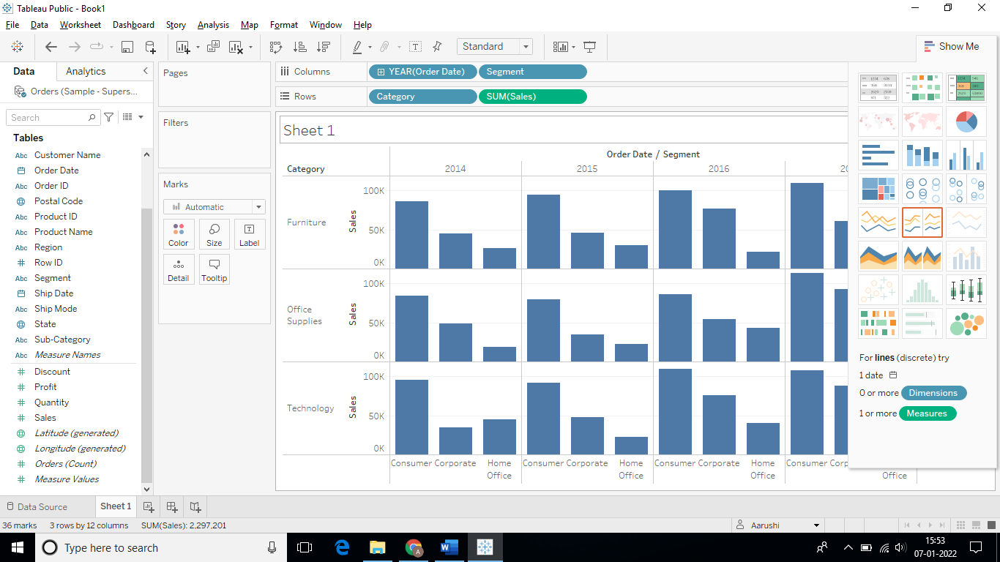 Tableau Public - Book1
File Data Worksheet Dashboard Story Analysis Map Format Window Help
Standard
Show Me
Data Analytics
Orders (Sample - Supers...
Search
Tables
Abc Customer Name
Order Date
Abc Order ID
Postal Code
Abc Product ID
Abc Product Name
Abc Region
Row ID
Abc Segment
Ship Date
Abc Ship Mode
State
Abc Sub-Category
Abc Measure Names
Discount
Profit
Quantity
Sales
Latitude (generated)
Longitude (generated)
Orders (Count)
Measure Values
Pages
Filters
Marks
Automatic
Color Size Label
Detail Tooltip
Columns YEAR(Order Date) Segment
Rows Category SUM(Sales)
Sheet 1
Order Date / Segment
Category 2014 2015 2016 20
Furniture
Sales
100K
50K
0K
Office
Supplies
Sales
100K
50K
0K
Technology
Sales
100K
50K
0K
Consumer Corporate Home Office Consumer Corporate Home Office Consumer Corporate Home Office Consumer Corp
Office
For lines (discrete) try
1 date
0 or more Dimensions
1 or more Measures
Data Source Sheet 1
36 marks 3 rows by 12 columns SUM(Sales): 2,297,201
Aarushi
Type here to search
15:53
07-01-2022